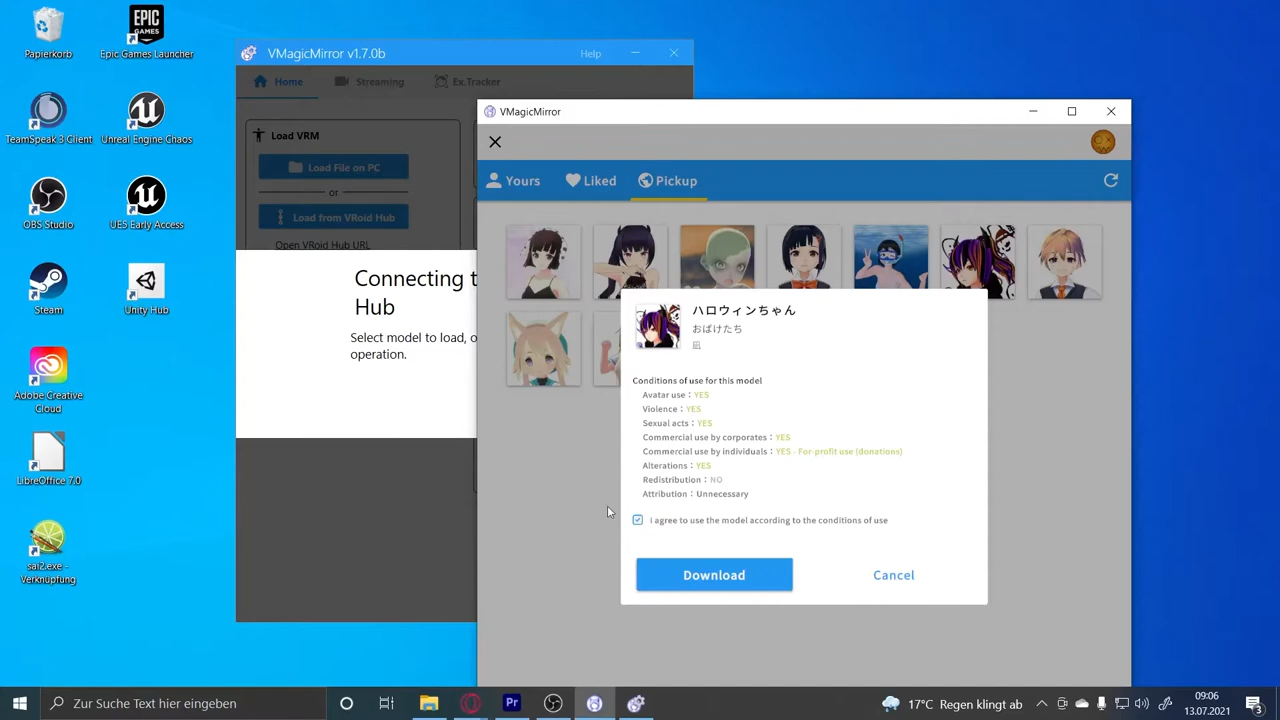 Papierkorb
Epic Games Launcher
TeamSpeak 3 Client
Unreal Engine Chaos
OBS Studio
UE5 Early Access
Steam
Unity Hub
Adobe Creative
Cloud
LibreOffice 7.0
sai2.exe -
Verknüpfung
VMagicMirror v1.7.0b
Help
Home
Streaming
Ex.Tracker
Load VRM
Load File on PC
or
Load from VRoid Hub
Open VRoid Hub URL
Connecting t
Hub
Select model to load, o
operation.
VMagicMirror
Yours
Liked
Pickup
ハロウィンちゃん
おばけたち
Conditions of use for this model
Avatar use：YES
Violence：YES
Sexual acts：YES
Commercial use by corporates：YES
Commercial use by individuals：YES - For-profit use (donations)
Alterations：YES
Redistribution：NO
Attribution：Unnecessary
I agree to use the model according to the conditions of use
Download
Cancel
Zur Suche Text hier eingeben
Pr
17°C Regen klingt ab
09:06
13.07.2021
3